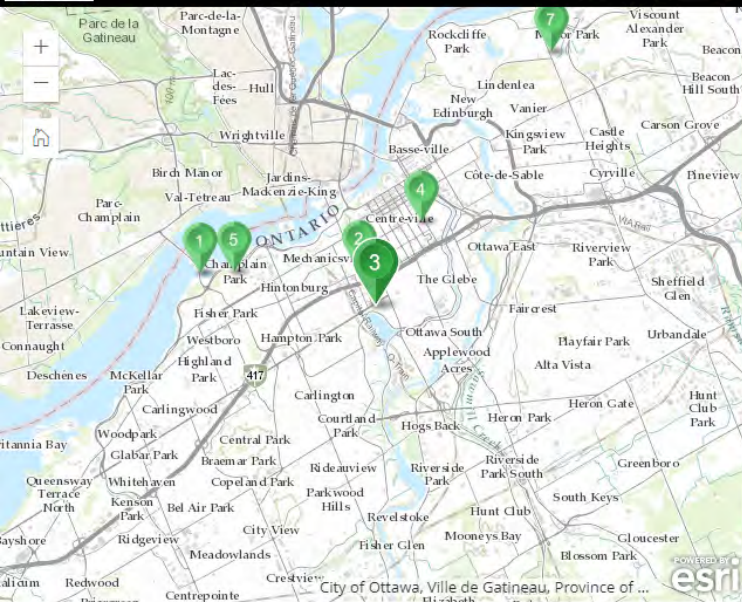 Parc de la
Gatineau
Parc-de-la-
Montagne
Rockcliffe
Park
7
Manor Park
Viscount
Alexander
Park
Beacon
+
−
Lac-
des-
Fées
Hull
Lindenlea
Beacon
Hill South
New
Edinburgh
Vanier
Wrightville
Basse-ville
Kingsview
Park
Castle
Heights
Carson Grove
Birch Manor
Jardins-
Mackenzie-King
Côte-de-Sable
Cyrville
Pineview
Val-Tétreau
Parc-
Champlain
4
Centre-ville
ONTARIO
1
5
2
3
Champlain
Park
Ottawa East
Riverview
Park
Hintonburg
The Glebe
Sheffield
Glen
Lakeview-
Terrasse
Fisher Park
Faircrest
Connaught
Westboro
Hampton Park
Ottawa South
Playfair Park
Urbandale
Highland
Park
Applewood
Acres
Alta Vista
Deschênes
McKellar
Park
417
O-Train
Carlington
Heron Gate
Hunt
Club
Park
Carlingwood
Courtland
Park
Hogs Back
Heron Park
Woodpark
Central Park
Glabar Park
Braemar Park
Rideauview
Riverside
Park
Riverside
Park South
Greenboro
Queensway
Terrace
North
Whitehaven
Copeland Park
Parkwood
Hills
South Keys
Kenson
Park
Bel Air Park
Revelstoke
Hunt Club
Ridgeview
City View
Fisher Glen
Mooneys Bay
Gloucester
Meadowlands
Blossom Park
Redwood
Crestview
Centrepointe
City of Ottawa, Ville de Gatineau, Province of ...
POWERED BY
esri